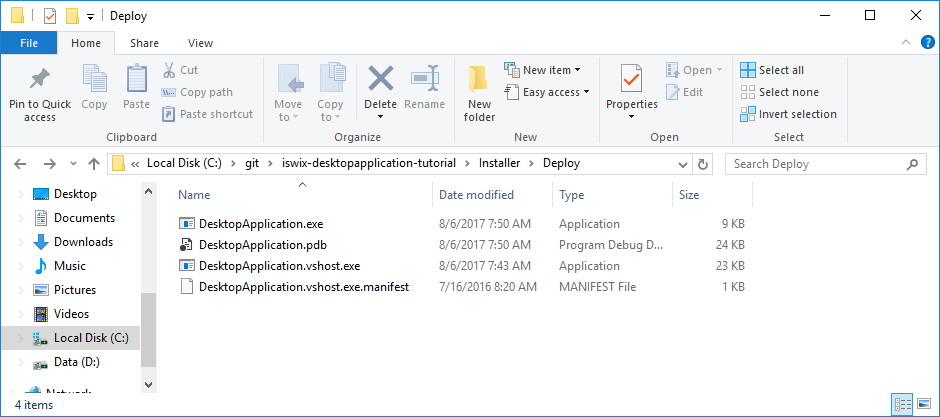 Deploy
File Home Share View
Pin to Quick access
Copy
Paste
Cut
Copy path
Paste shortcut
Clipboard
Move to
Copy to
Delete
Rename
Organize
New folder
New item
Easy access
New
Properties
Open
Edit
Open
Select all
Select none
Invert selection
Select
« Local Disk (C:) > git > iswix-desktopapplication-tutorial > Installer > Deploy
Search Deploy
Desktop
Documents
Downloads
Music
Pictures
Videos
Local Disk (C:)
Data (D:)
Network
Name Date modified Type Size
DesktopApplication.exe 8/6/2017 7:50 AM Application 9 KB
DesktopApplication.pdb 8/6/2017 7:50 AM Program Debug D... 24 KB
DesktopApplication.vshost.exe 8/6/2017 7:43 AM Application 23 KB
DesktopApplication.vshost.exe.manifest 7/16/2016 8:20 AM MANIFEST File 1 KB
4 items